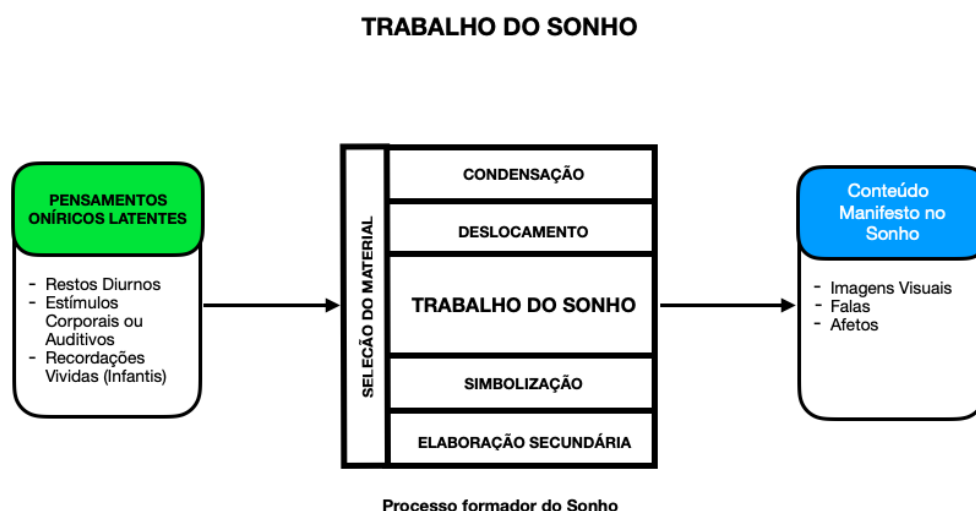 TRABALHO DO SONHO
PENSAMENTOS
ONÍRICOS LATENTES
- Restos Diurnos
- Estímulos
Corporais ou
Auditivos
- Recordações
Vividas (Infantis)
SELEÇÃO DO MATERIAL
CONDENSAÇÃO
DESLOCAMENTO
TRABALHO DO SONHO
SIMBOLIZAÇÃO
ELABORAÇÃO SECUNDÁRIA
Conteúdo
Manifesto no
Sonho
- Imagens Visuais
- Falas
- Afetos
Processo formador do Sonho